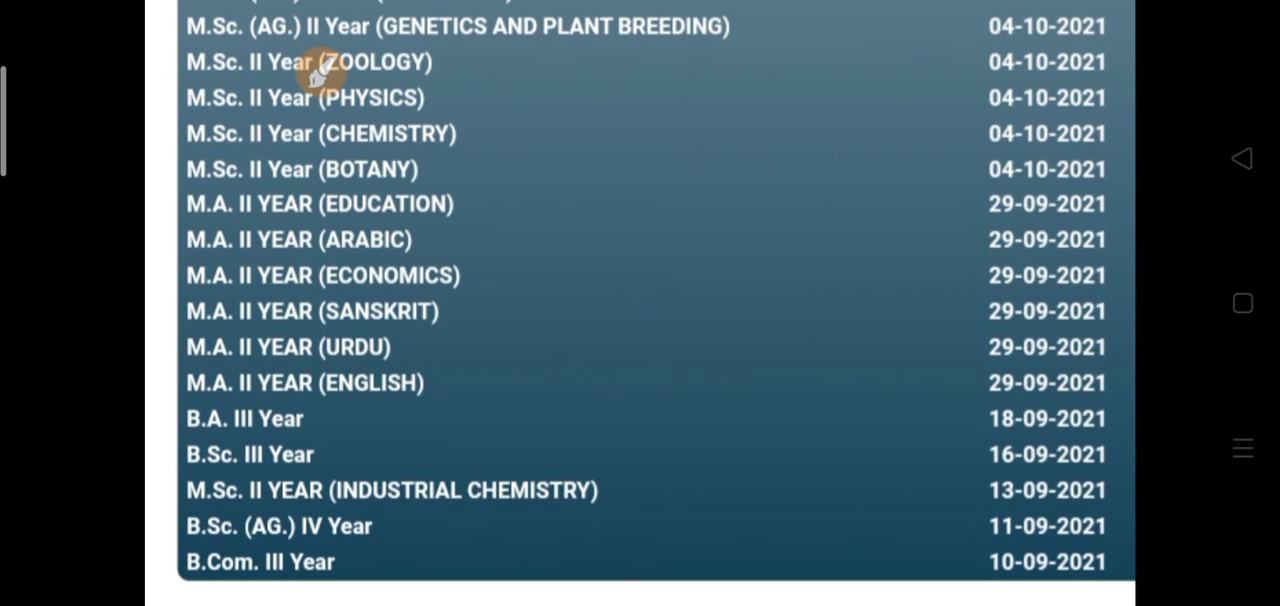 M.Sc. (AG.) II Year (GENETICS AND PLANT BREEDING) 04-10-2021
M.Sc. II Year (ZOOLOGY) 04-10-2021
M.Sc. II Year (PHYSICS) 04-10-2021
M.Sc. II Year (CHEMISTRY) 04-10-2021
M.Sc. II Year (BOTANY) 04-10-2021
M.A. II YEAR (EDUCATION) 29-09-2021
M.A. II YEAR (ARABIC) 29-09-2021
M.A. II YEAR (ECONOMICS) 29-09-2021
M.A. II YEAR (SANSKRIT) 29-09-2021
M.A. II YEAR (URDU) 29-09-2021
M.A. II YEAR (ENGLISH) 29-09-2021
B.A. III Year 18-09-2021
B.Sc. III Year 16-09-2021
M.Sc. II YEAR (INDUSTRIAL CHEMISTRY) 13-09-2021
B.Sc. (AG.) IV Year 11-09-2021
B.Com. III Year 10-09-2021